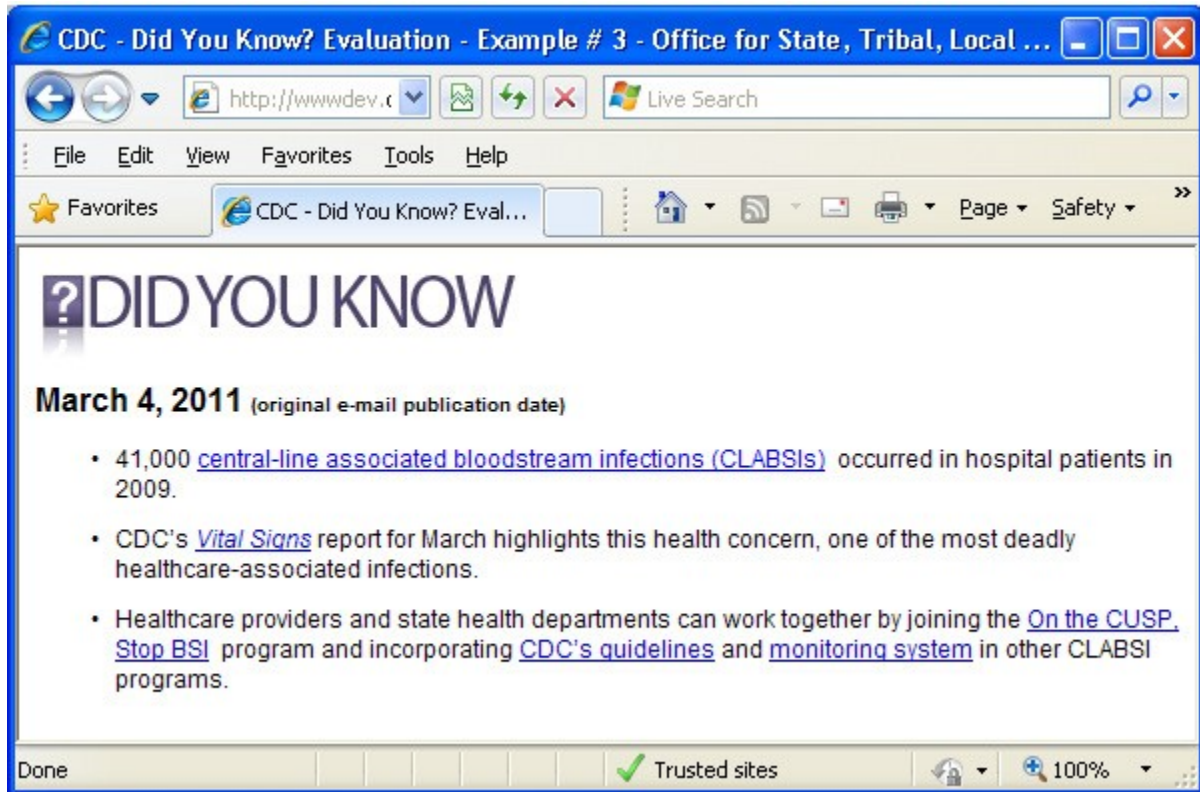 CDC - Did You Know? Evaluation - Example # 3 - Office for State, Tribal, Local ...
http://wwwdev.c
Live Search
File Edit View Favorites Tools Help
Favorites
CDC - Did You Know? Eval...
Page
Safety
»
? DID YOU KNOW
March 4, 2011 (original e-mail publication date)
• 41,000 central-line associated bloodstream infections (CLABSIs) occurred in hospital patients in
2009.
• CDC's Vital Signs report for March highlights this health concern, one of the most deadly
healthcare-associated infections.
• Healthcare providers and state health departments can work together by joining the On the CUSP,
Stop BSI program and incorporating CDC's guidelines and monitoring system in other CLABSI
programs.
Done
Trusted sites
100%